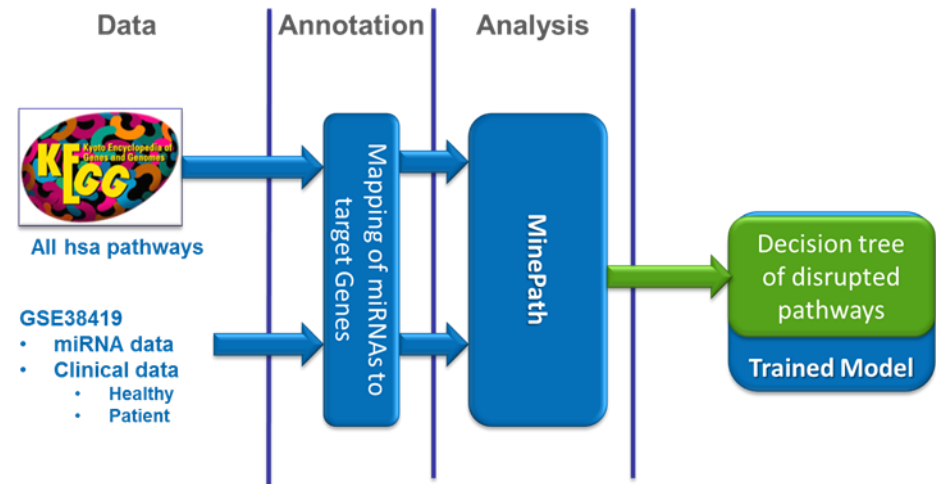 Data
Annotation
Analysis
KEGG
Kyoto Encyclopedia of
Genes and Genomes
All hsa pathways
GSE38419
• miRNA data
• Clinical data
• Healthy
• Patient
Mapping of miRNAs to
target Genes
MinePath
Decision tree
of disrupted
pathways
Trained Model